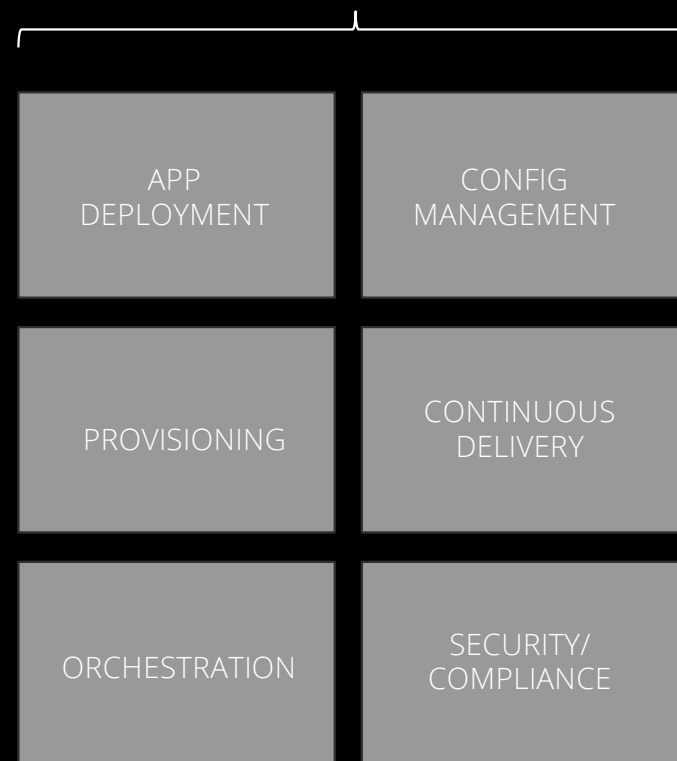 APP
DEPLOYMENT
CONFIG
MANAGEMENT
PROVISIONING
CONTINUOUS
DELIVERY
ORCHESTRATION
SECURITY/
COMPLIANCE